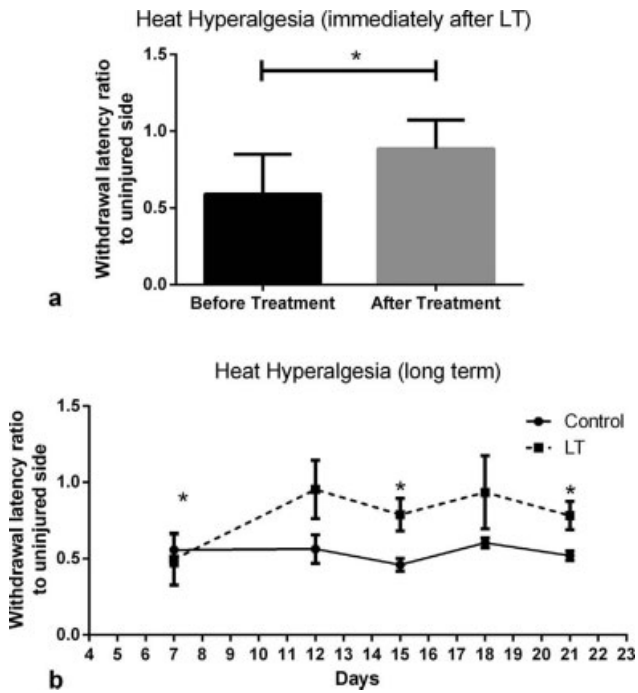 Heat Hyperalgesia (immediately after LT)
Withdrawal latency ratio
to uninjured side
1.5
1.0
0.5
0.0
*
Before Treatment After Treatment
a
Heat Hyperalgesia (long term)
Withdrawal latency ratio
to uninjured side
1.5
1.0
0.5
0.0
Control
LT
* * *
4 5 6 7 8 9 10 11 12 13 14 15 16 17 18 19 20 21 22 23
Days
b